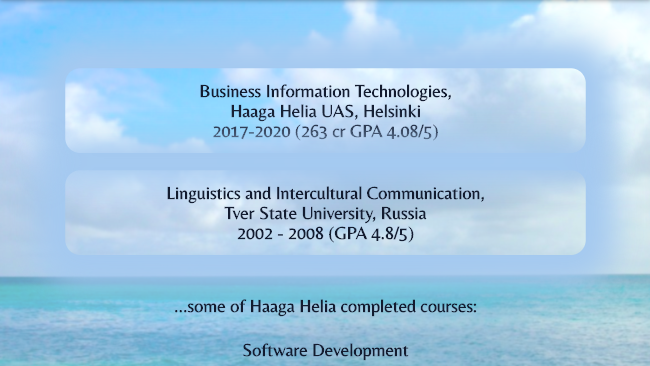 Business Information Technologies,
Haaga Helia UAS, Helsinki
2017-2020 (263 cr GPA 4.08/5)
Linguistics and Intercultural Communication,
Tver State University, Russia
2002 - 2008 (GPA 4.8/5)
...some of Haaga Helia completed courses:
Software Development